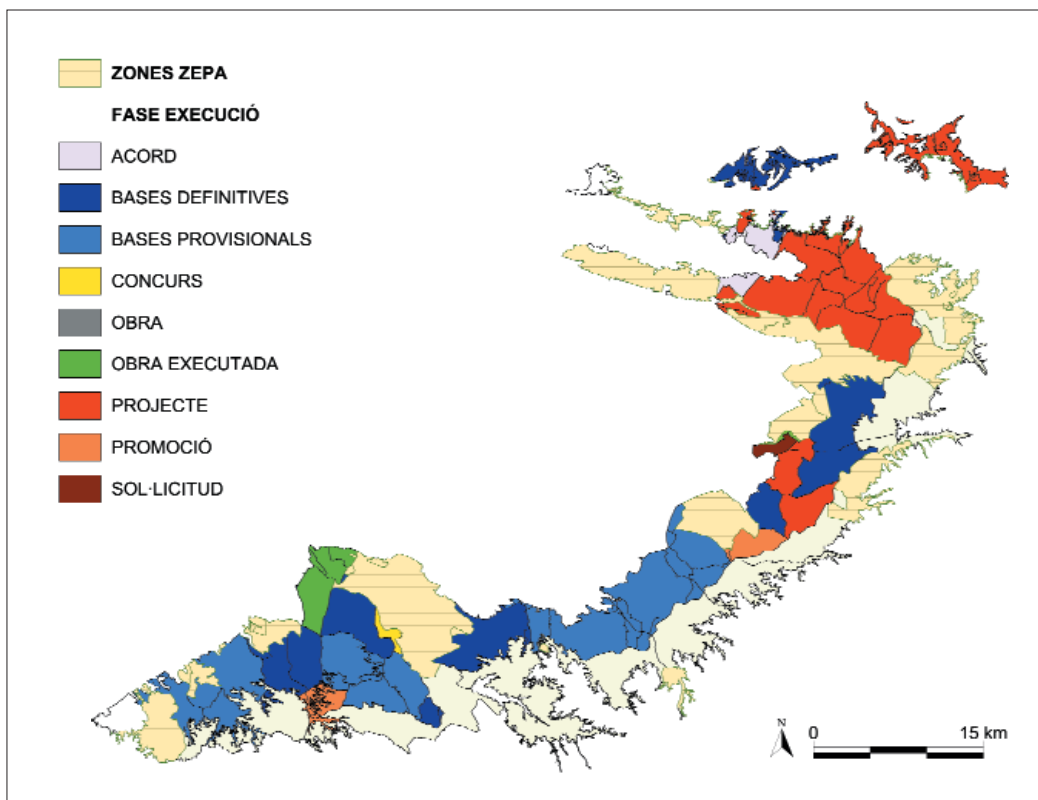 ZONES ZEPA
FASE EXECUCIÓ
ACORD
BASES DEFINITIVES
BASES PROVISIONALS
CONCURS
OBRA
OBRA EXECUTADA
PROJECTE
PROMOCIÓ
SOL·LICITUD
N
0 15 km